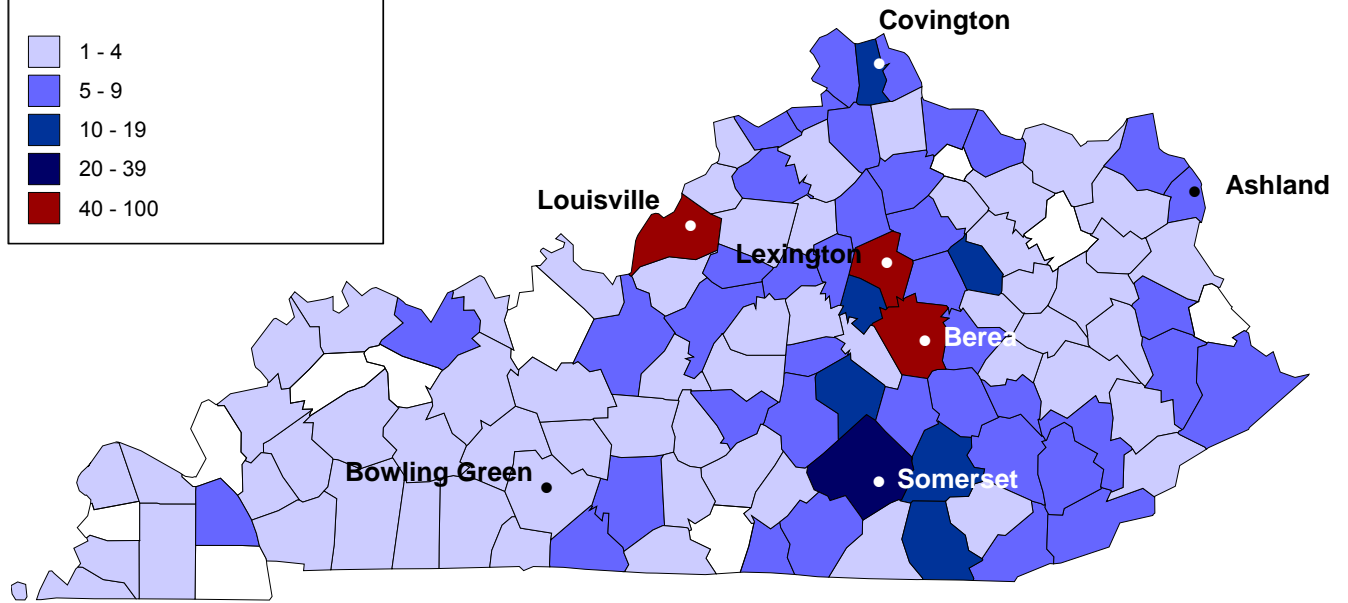 1 - 4
5 - 9
10 - 19
20 - 39
40 - 100
Covington
Ashland
Louisville
Lexington
Berea
Bowling Green
Somerset